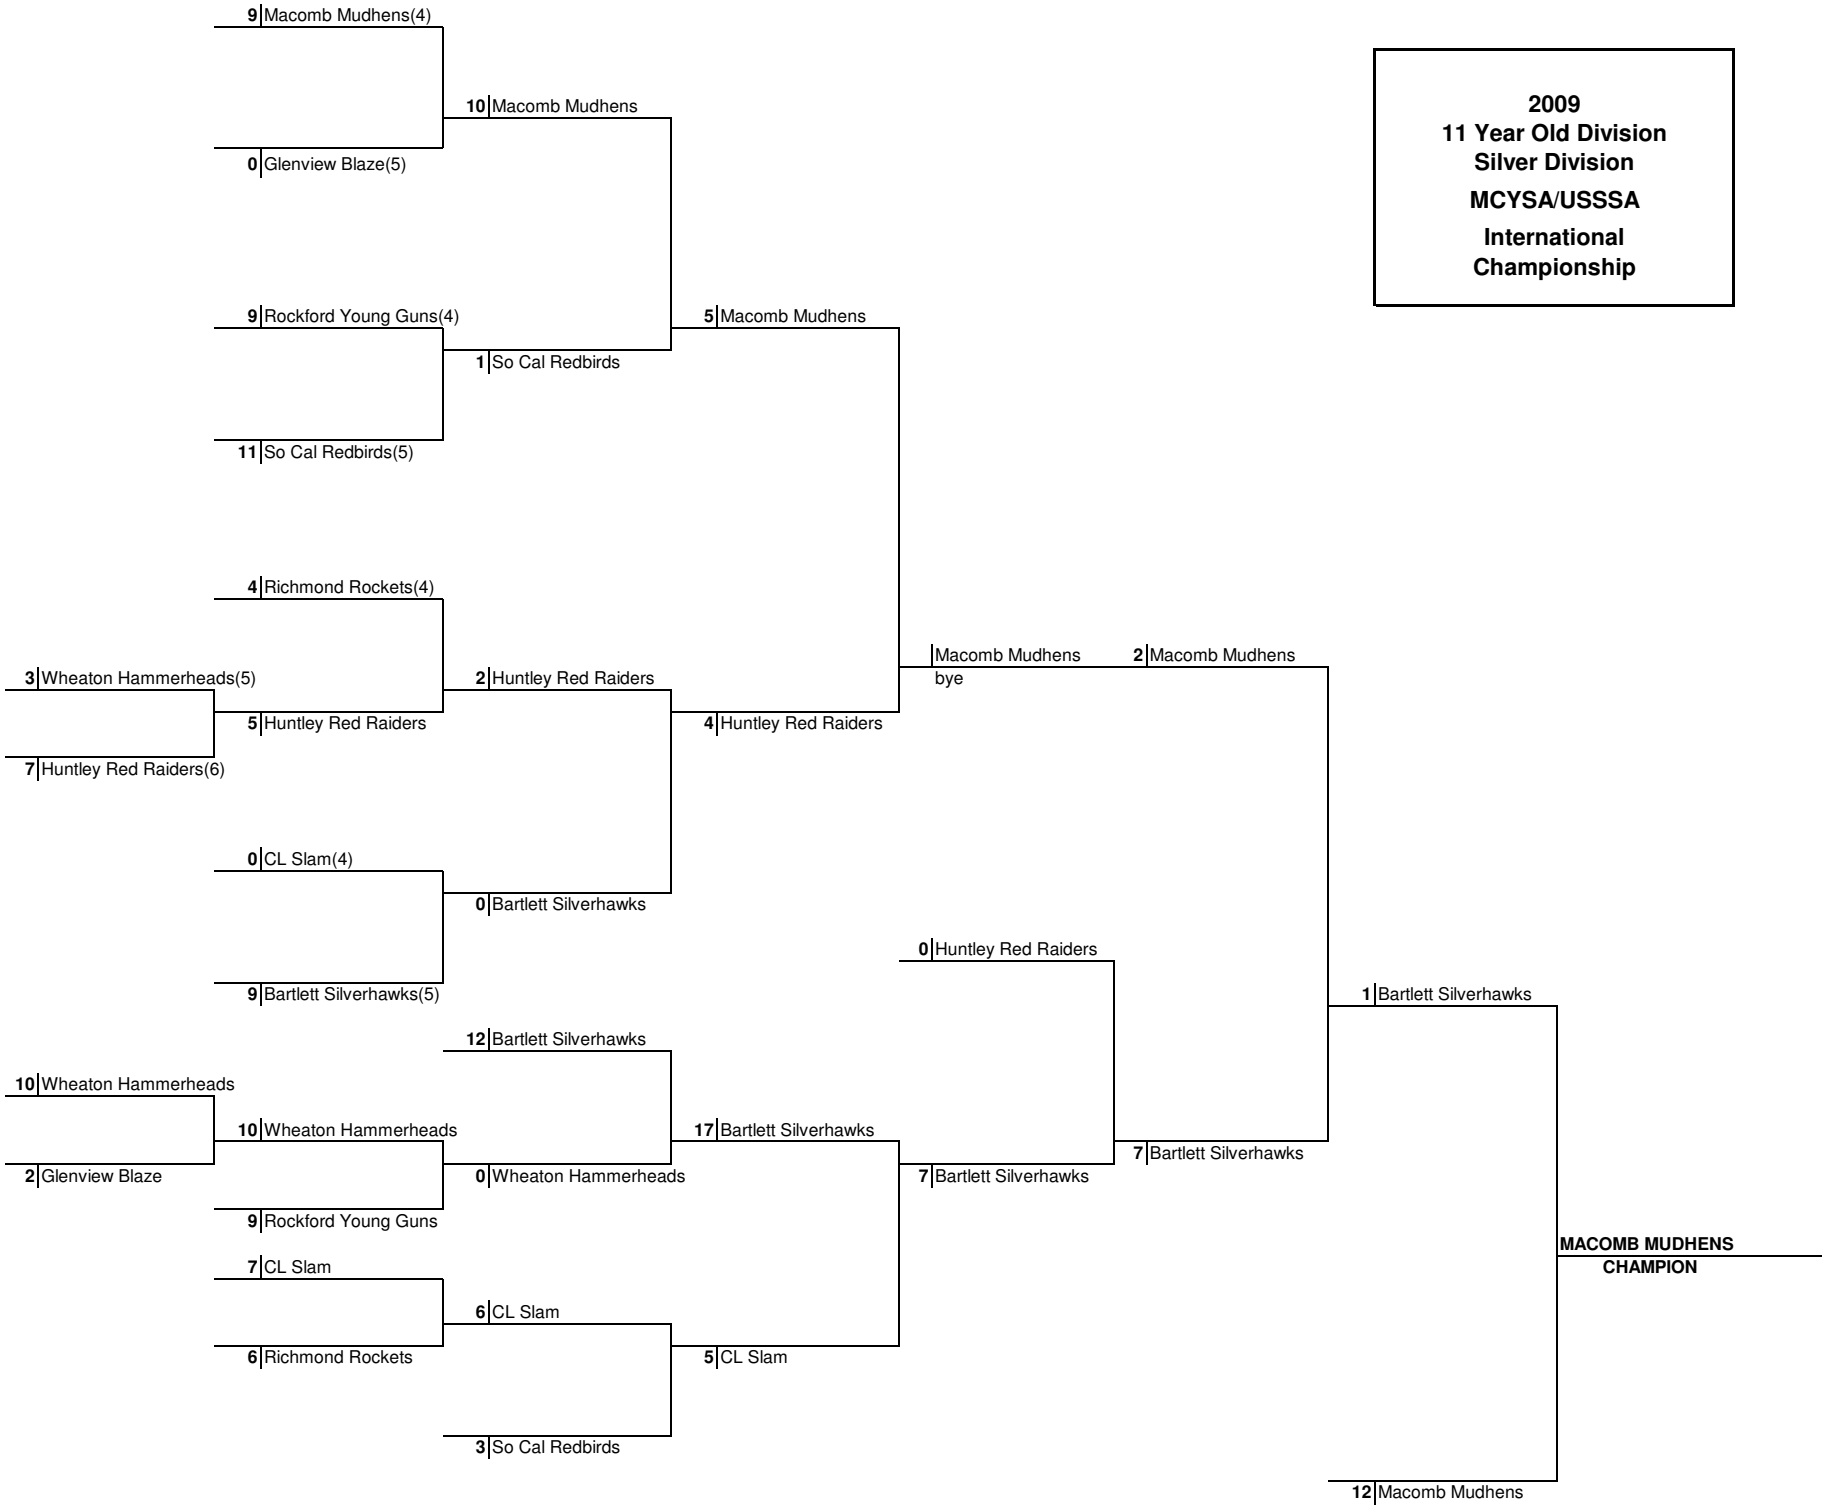 9 Macomb Mudhens(4)
10 Macomb Mudhens
0 Glenview Blaze(5)
2009
11 Year Old Division
Silver Division
MCYSA/USSSA
International
Championship
9 Rockford Young Guns(4)
5 Macomb Mudhens
1 So Cal Redbirds
11 So Cal Redbirds(5)
4 Richmond Rockets(4)
Macomb Mudhens
2 Macomb Mudhens
bye
3 Wheaton Hammerheads(5)
2 Huntley Red Raiders
5 Huntley Red Raiders
4 Huntley Red Raiders
7 Huntley Red Raiders(6)
0 CL Slam(4)
0 Bartlett Silverhawks
0 Huntley Red Raiders
9 Bartlett Silverhawks(5)
1 Bartlett Silverhawks
12 Bartlett Silverhawks
10 Wheaton Hammerheads
10 Wheaton Hammerheads
17 Bartlett Silverhawks
7 Bartlett Silverhawks
2 Glenview Blaze
0 Wheaton Hammerheads
7 Bartlett Silverhawks
9 Rockford Young Guns
MACOMB MUDHENS
CHAMPION
7 CL Slam
6 CL Slam
6 Richmond Rockets
5 CL Slam
3 So Cal Redbirds
12 Macomb Mudhens